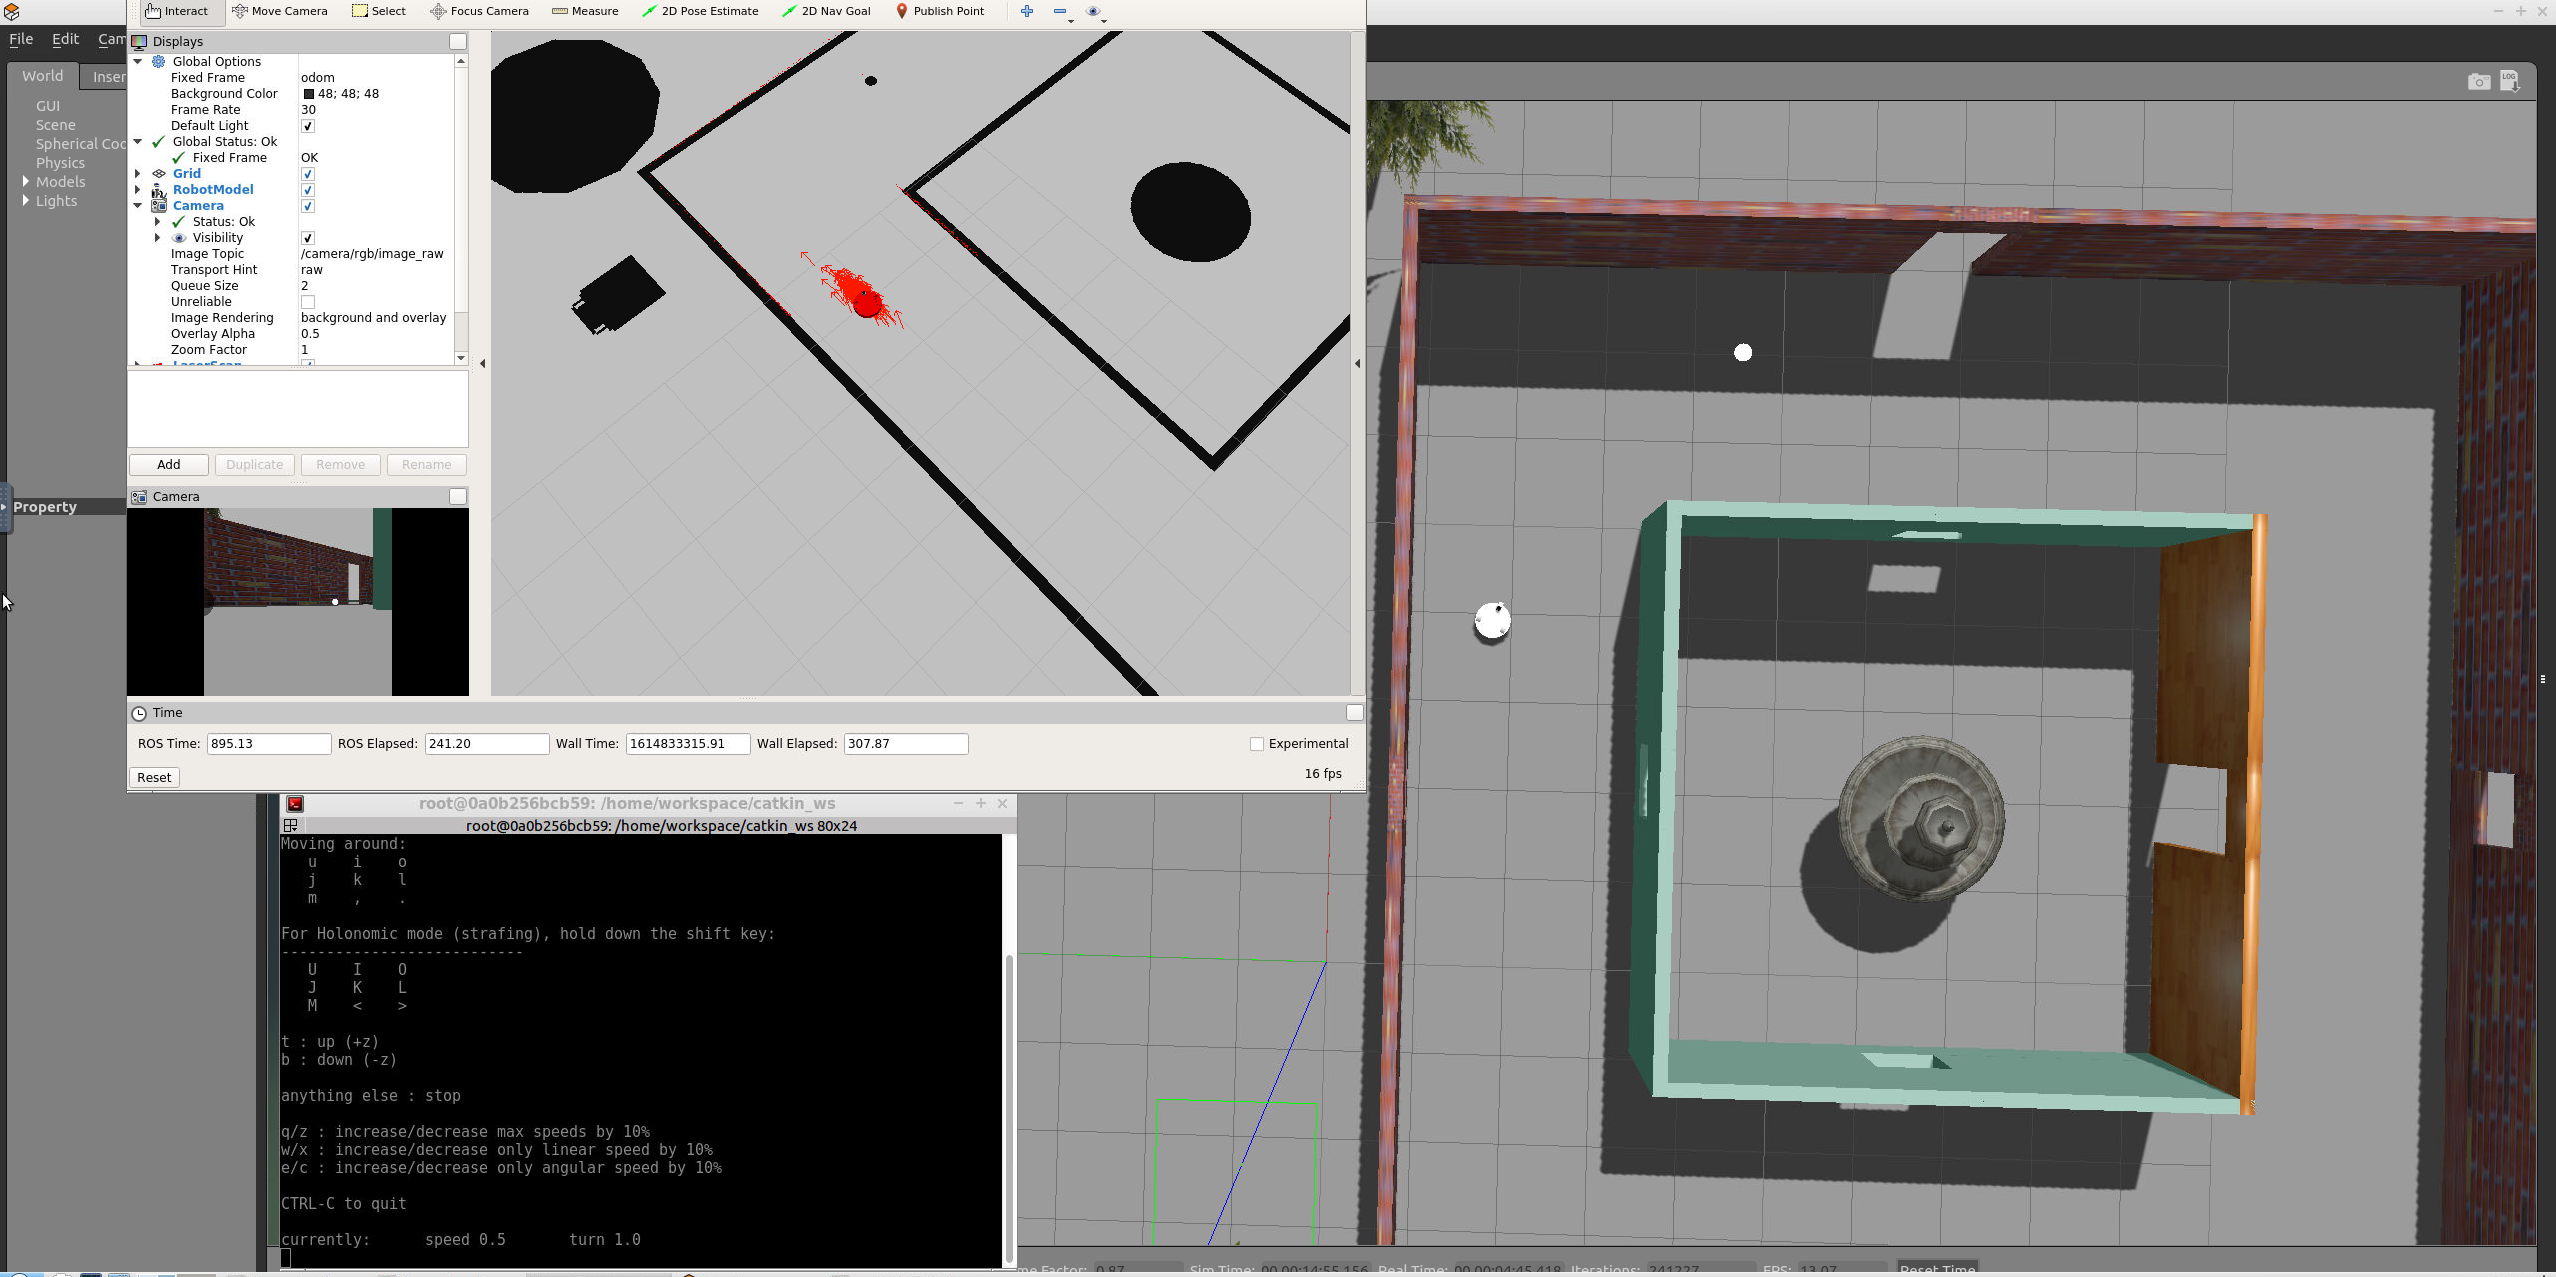 Interact Move Camera Select Focus Camera Measure 2D Pose Estimate 2D Nav Goal Publish Point
File Edit Cam
World Inser
GUI
Scene
Spherical Coo
Physics
Models
Lights
Property
Displays
Global Options
Fixed Frame odom
Background Color 48; 48; 48
Frame Rate 30
Default Light
Global Status: Ok
Fixed Frame OK
Grid
RobotModel
Camera
Status: Ok
Visibility
Image Topic /camera/rgb/image_raw
Transport Hint raw
Queue Size 2
Unreliable
Image Rendering background and overlay
Overlay Alpha 0.5
Zoom Factor 1
LaserScan
Add Duplicate Remove Rename
Camera
Time
ROS Time: 895.13 ROS Elapsed: 241.20 Wall Time: 1614833315.91 Wall Elapsed: 307.87 Experimental
Reset 16 fps
root@0a0b256bcb59: /home/workspace/catkin_ws
root@0a0b256bcb59: /home/workspace/catkin_ws 80x24
Moving around:
u i o
j k l
m , .
For Holonomic mode (strafing), hold down the shift key:
---------------------------
U I O
J K L
M < >
t : up (+z)
b : down (-z)
anything else : stop
q/z : increase/decrease max speeds by 10%
w/x : increase/decrease only linear speed by 10%
e/c : increase/decrease only angular speed by 10%
CTRL-C to quit
currently: speed 0.5 turn 1.0
LOG
me Factor: 0.87 Sim Time: 00 00:14:55.156 Real Time: 00 00:04:45.418 Iterations: 241227 FPS: 13.07 Reset Time